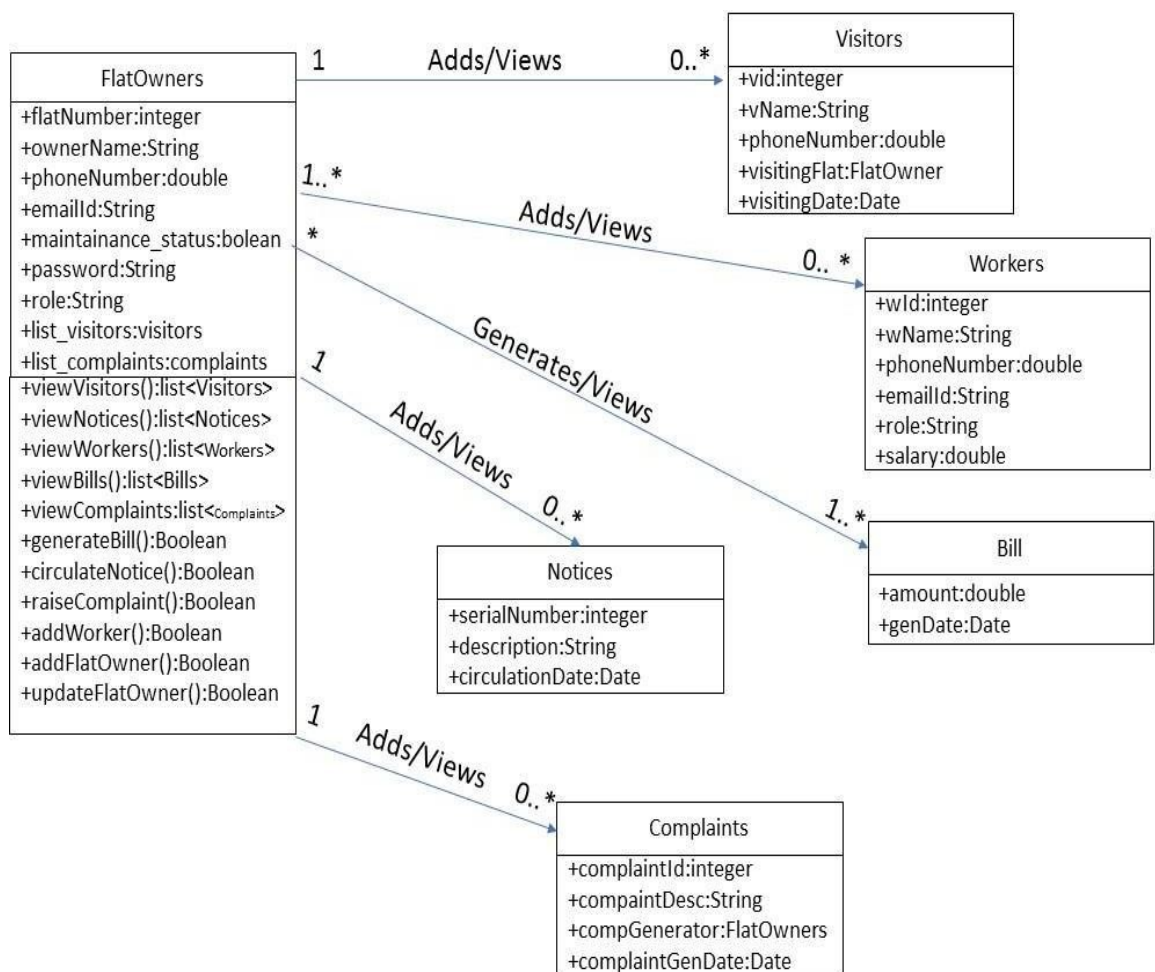 FlatOwners
+flatNumber:integer
+ownerName:String
+phoneNumber:double
+emailId:String
+maintainance_status:bolean
+password:String
+role:String
+list_visitors:visitors
+list_complaints:complaints
+viewVisitors():list<Visitors>
+viewNotices():list<Notices>
+viewWorkers():list<Workers>
+viewBills():list<Bills>
+viewComplaints:list<Complaints>
+generateBill():Boolean
+circulateNotice():Boolean
+raiseComplaint():Boolean
+addWorker():Boolean
+addFlatOwner():Boolean
+updateFlatOwner():Boolean
1 Adds/Views 0..*
Visitors
+vid:integer
+vName:String
+phoneNumber:double
+visitingFlat:FlatOwner
+visitingDate:Date
1..* Adds/Views 0.. *
Workers
+wId:integer
+wName:String
+phoneNumber:double
+emailId:String
+role:String
+salary:double
* Generates/Views 1.. *
Bill
+amount:double
+genDate:Date
1 Adds/Views 0.. *
Notices
+serialNumber:integer
+description:String
+circulationDate:Date
1 Adds/Views 0.. *
Complaints
+complaintId:integer
+compaintDesc:String
+compGenerator:FlatOwners
+complaintGenDate:Date